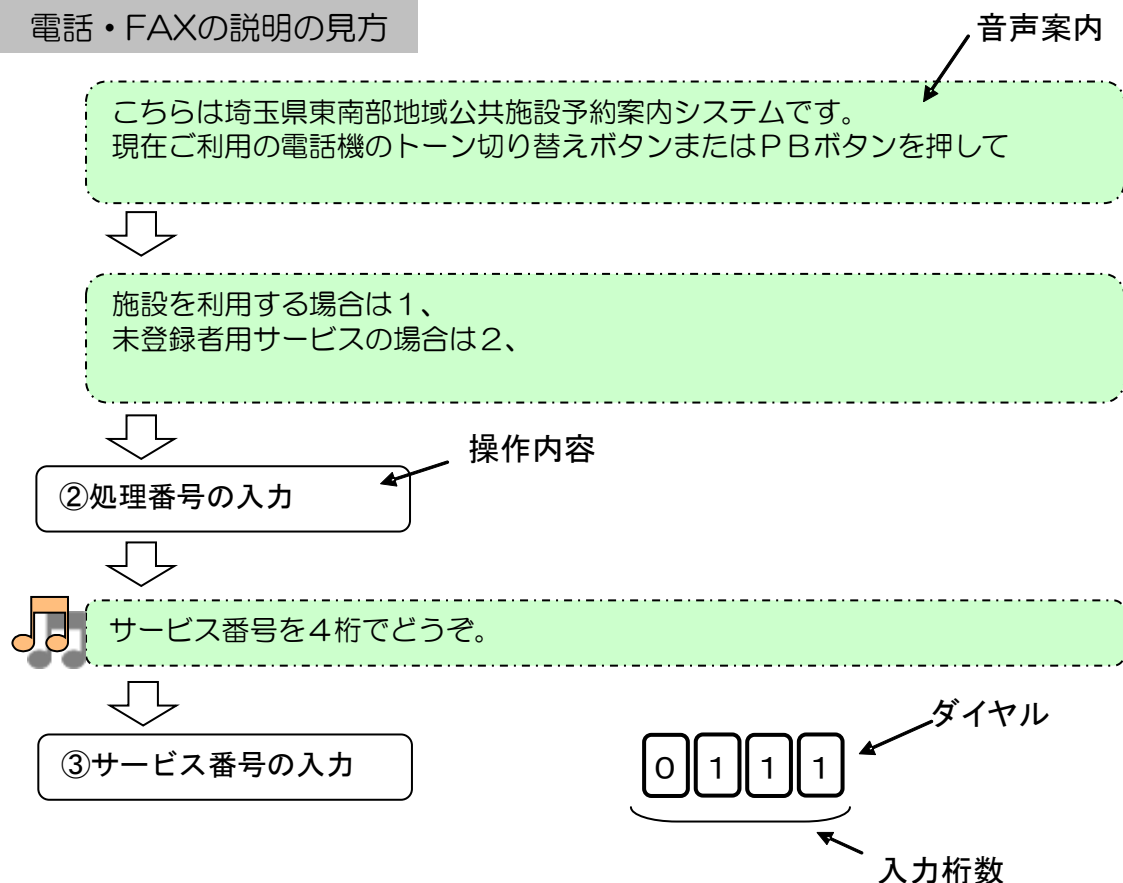 電話・FAXの説明の見方
音声案内
こちらは埼玉県東南部地域公共施設予約案内システムです。
現在ご利用の電話機のトーン切り替えボタンまたはPBボタンを押して
施設を利用する場合は1、
未登録者用サービスの場合は2、
操作内容
②処理番号の入力
サービス番号を4桁でどうぞ。
ダイヤル
③サービス番号の入力
0 1 1 1
入力桁数